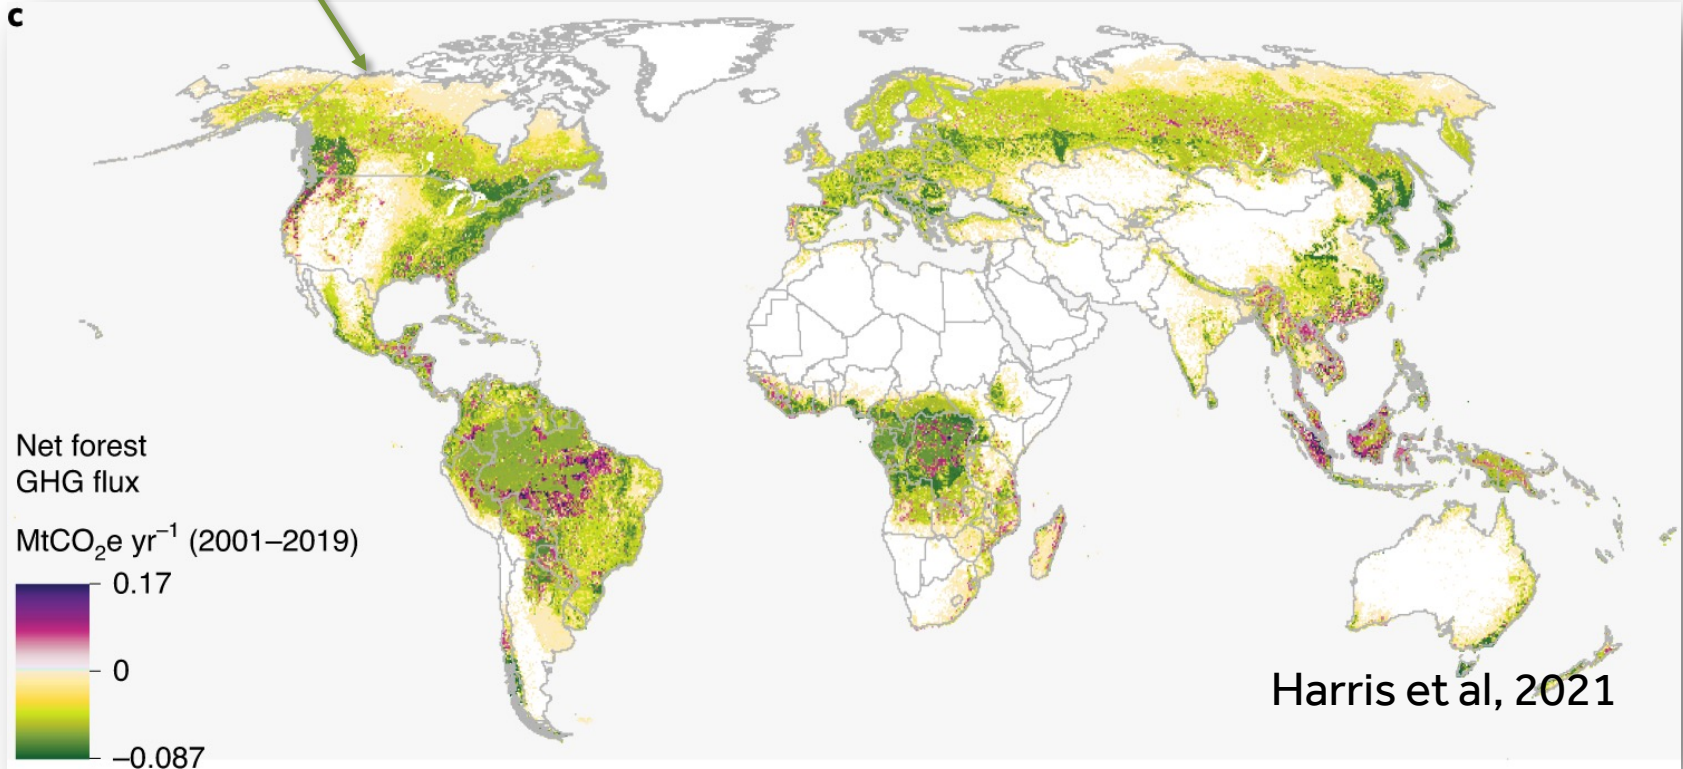 c
Net forest
GHG flux
MtCO₂e yr⁻¹ (2001–2019)
0.17
0
–0.087
Harris et al, 2021